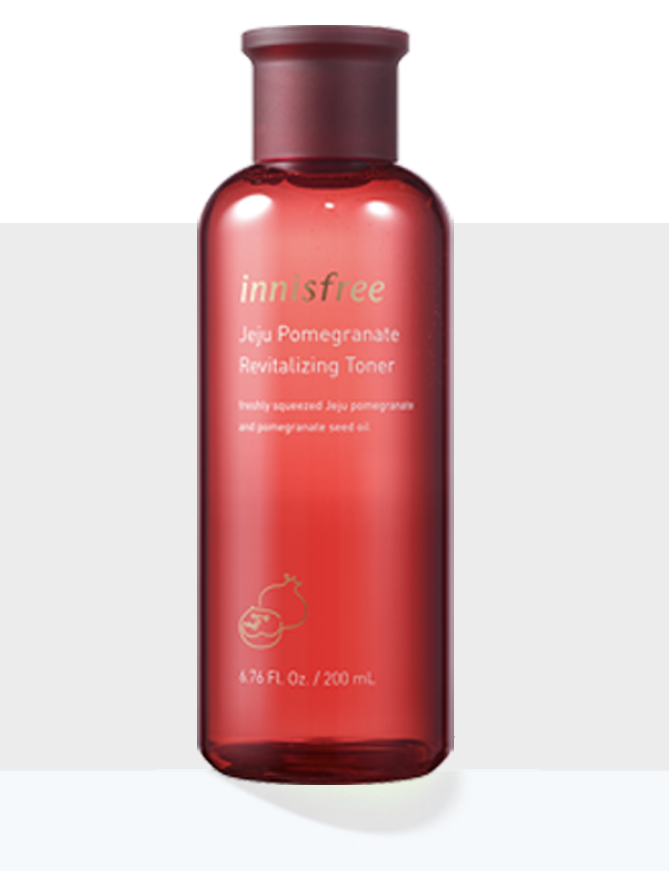 innisfree
Jeju Pomegranate
Revitalizing Toner
freshly squeezed Jeju pomegranate
and pomegranate seed oil.
6.76 Fl. Oz. / 200 mL